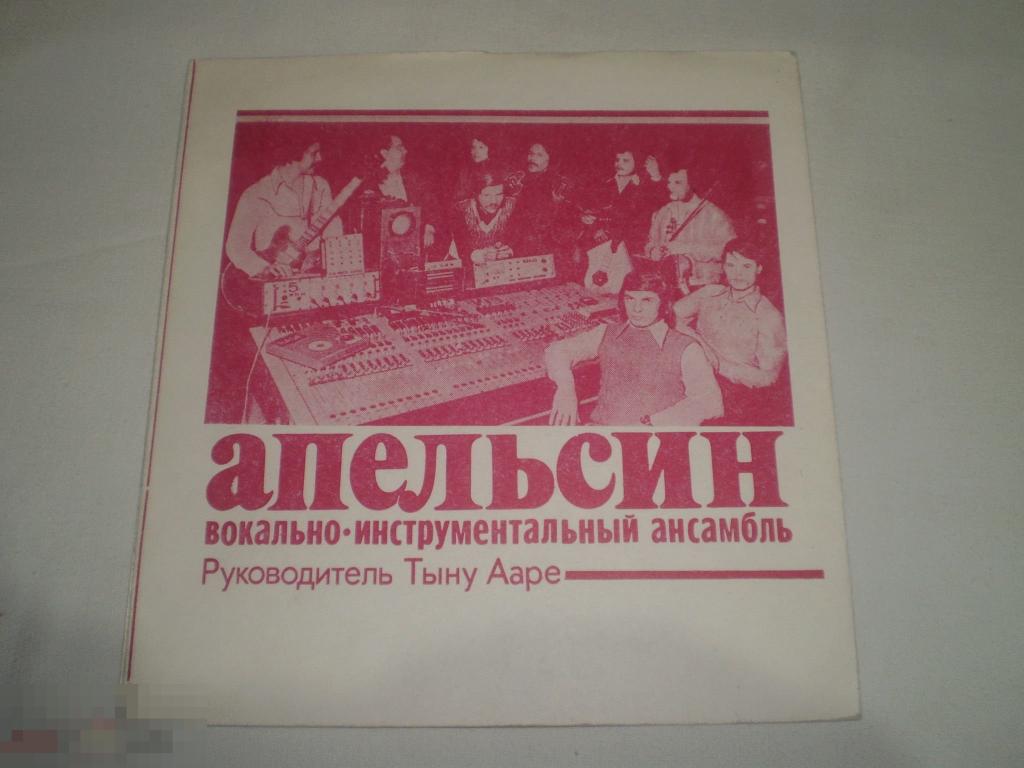 апельсин
вокально·инструментальный ансамбль
Руководитель Тыну Ааре